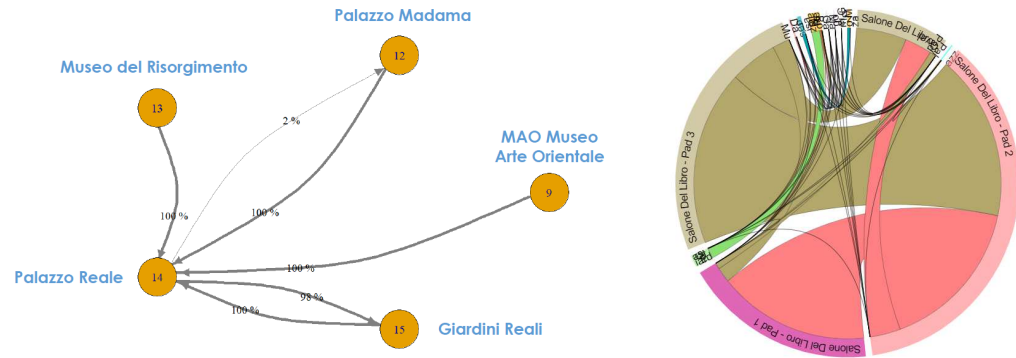 Palazzo Madama
12
Museo del Risorgimento
13
2 %
MAO Museo
Arte Orientale
9
100 %
100 %
100 %
Palazzo Reale
14
98 %
100 %
15
Giardini Reali
Salone Del Libro
Salone Del Libro - Pad 2
Salone Del Libro - Pad 3
Salone Del Libro - Pad 1